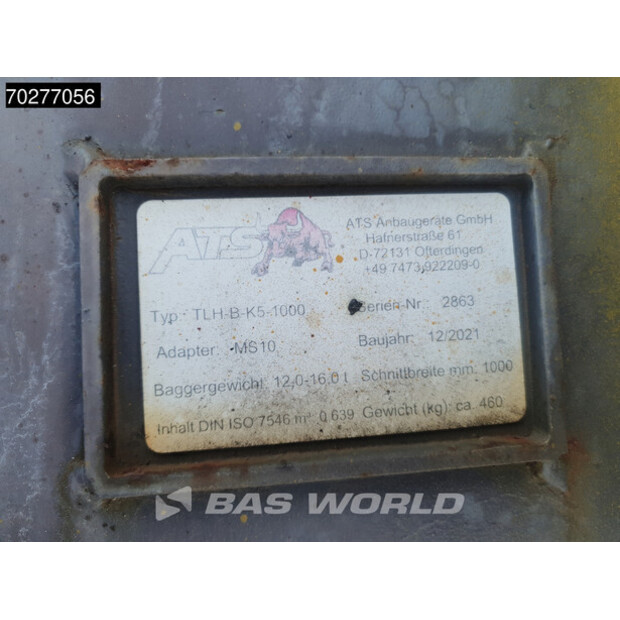 70277056
ATS
ATS Anbaugeräte GmbH
Hafnerstraße 61
D-72131 Ofterdingen
+49 7473 922209-0
Typ: TLH-B-K5-1000 Serien-Nr.: 2863
Adapter: MS10 Baujahr: 12/2021
Baggergewicht: 12,0-16,0 t Schnittbreite mm: 1000
Inhalt DIN ISO 7546 m³ 0.639 Gewicht (kg): ca. 460
BAS WORLD